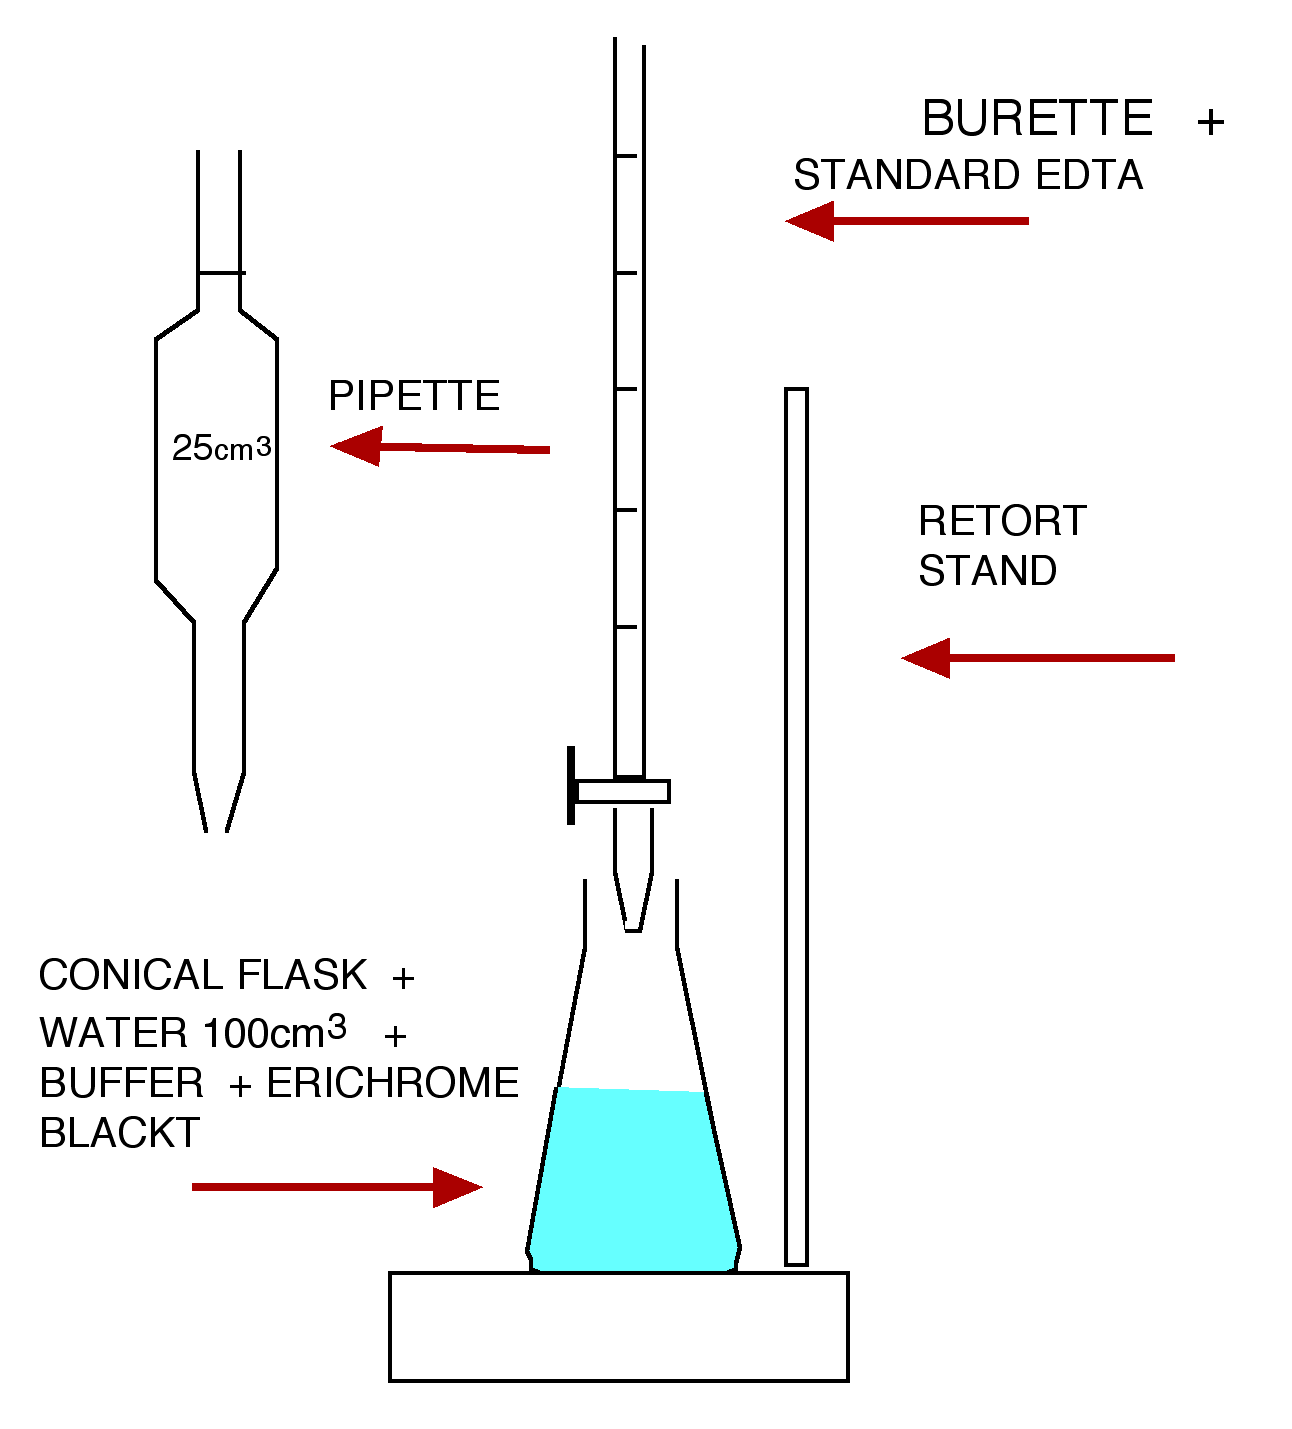 BURETTE +
STANDARD EDTA
PIPETTE
25cm3
RETORT
STAND
CONICAL FLASK +
WATER 100cm3 +
BUFFER + ERICHROME
BLACKT